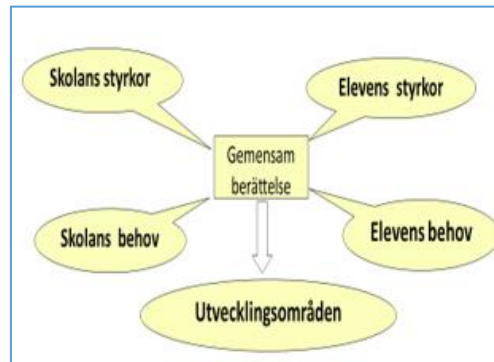 Skolans styrkor
Elevens styrkor
Gemensam
berättelse
Skolans behov
Elevens behov
Utvecklingsområden